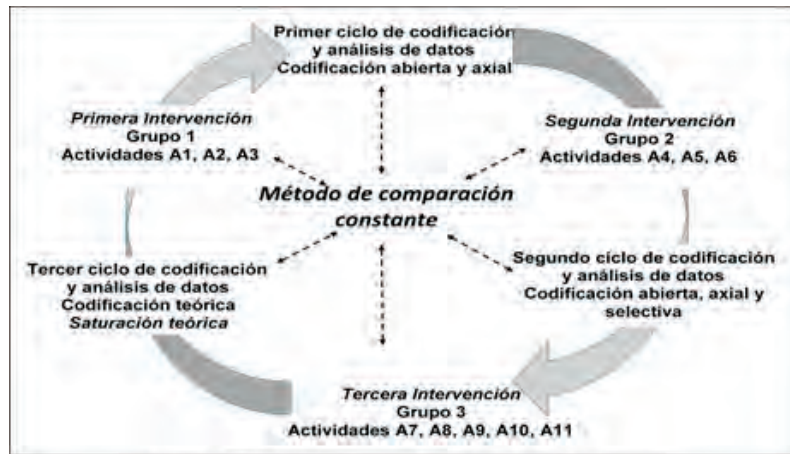 Primer ciclo de codificación
y análisis de datos
Codificación abierta y axial
Primera Intervención
Grupo 1
Actividades A1, A2, A3
Segunda Intervención
Grupo 2
Actividades A4, A5, A6
Método de comparación
constante
Tercer ciclo de codificación
y análisis de datos
Codificación teórica
Saturación teórica
Segundo ciclo de codificación
y análisis de datos
Codificación abierta, axial y
selectiva
Tercera Intervención
Grupo 3
Actividades A7, A8, A9, A10, A11